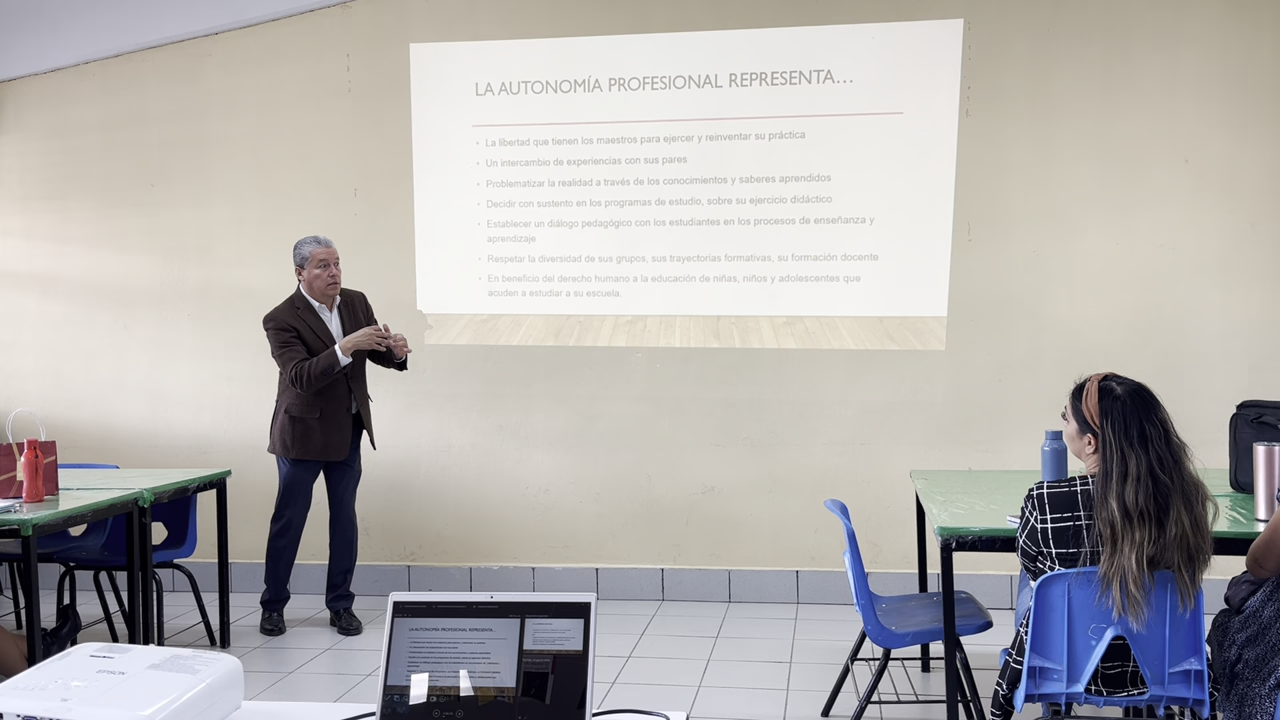 LA AUTONOMÍA PROFESIONAL REPRESENTA...
• La libertad que tienen los maestros para ejercer y reinventar su práctica
• Un intercambio de experiencias con sus pares
• Problematizar la realidad a través de los conocimientos y saberes aprendidos
• Decidir con sustento en los programas de estudio, sobre su ejercicio didáctico
• Establecer un diálogo pedagógico con los estudiantes en los procesos de enseñanza y
aprendizaje
• Respetar la diversidad de sus grupos, sus trayectorias formativas, su formación docente
• En beneficio del derecho humano a la educación de niñas, niños y adolescentes que
acuden a estudiar a su escuela.
EPSON
LA AUTONOMÍA PROFESIONAL REPRESENTA...